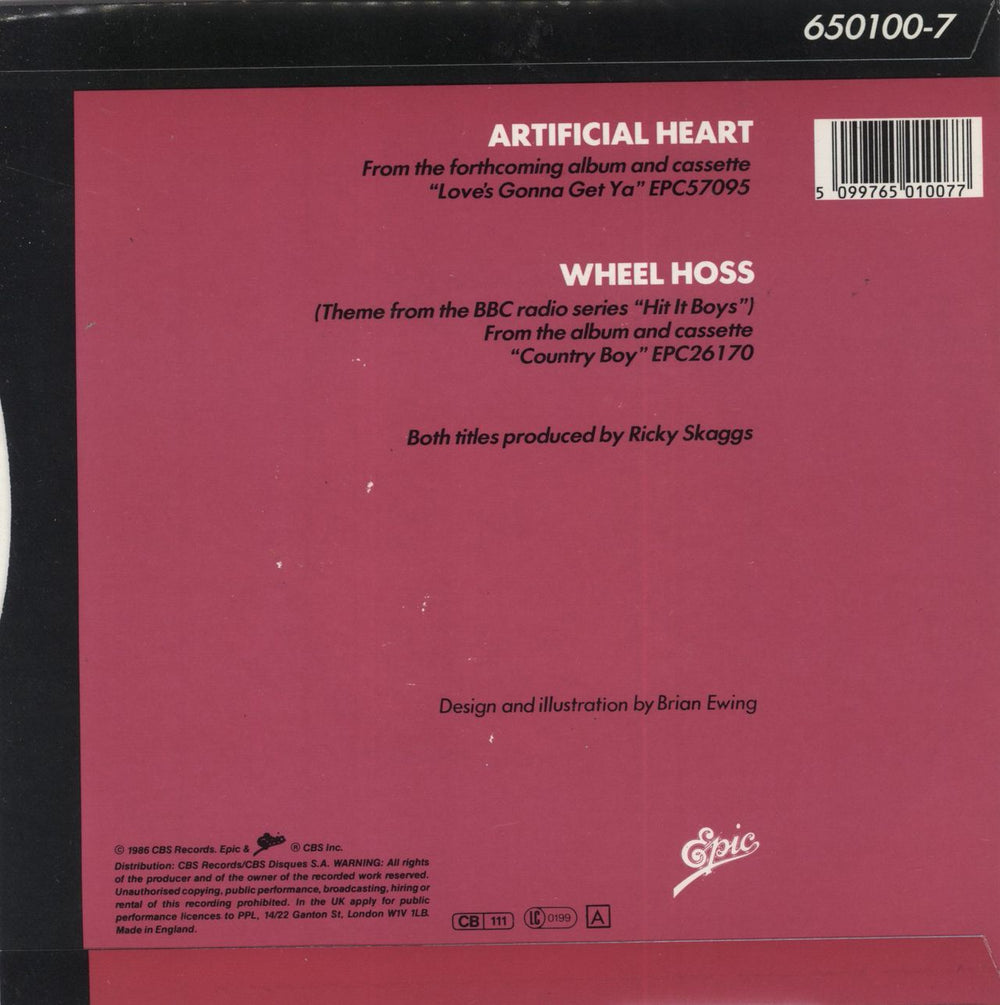 650100-7
ARTIFICIAL HEART
From the forthcoming album and cassette
“Love's Gonna Get Ya” EPC57095
5 099765 010077
WHEEL HOSS
(Theme from the BBC radio series “Hit It Boys”)
From the album and cassette
“Country Boy” EPC26170
Both titles produced by Ricky Skaggs
Design and illustration by Brian Ewing
Epic
© 1986 CBS Records. Epic & ® CBS Inc.
Distribution: CBS Records/CBS Disques S.A. WARNING: All rights
of the producer and of the owner of the recorded work reserved.
Unauthorised copying, public performance, broadcasting, hiring or
rental of this recording prohibited. In the UK apply for public
performance licences to PPL, 14/22 Ganton St, London W1V 1LB.
Made in England.
CB 111 LC 0199 A